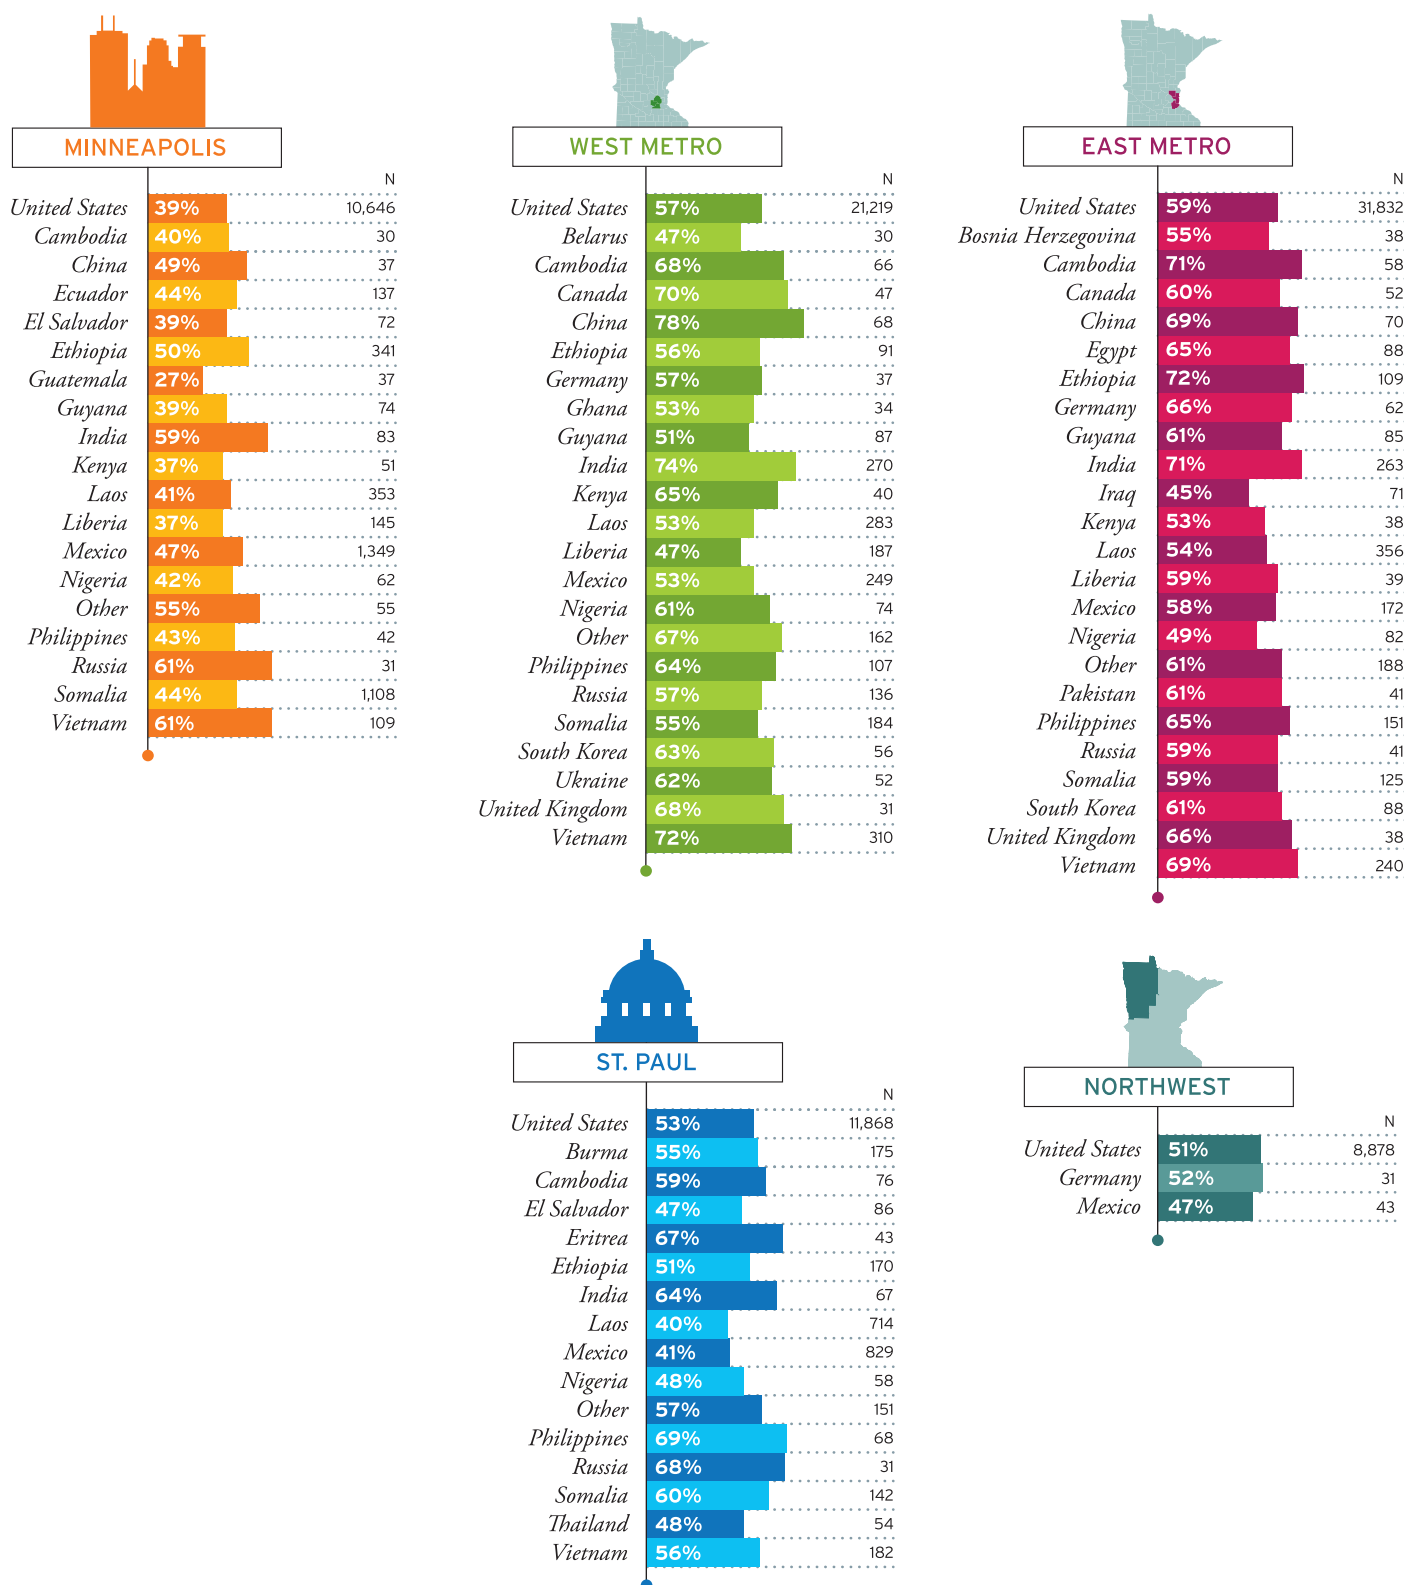 MINNEAPOLIS
N
United States 39% 10,646
Cambodia 40% 30
China 49% 37
Ecuador 44% 137
El Salvador 39% 72
Ethiopia 50% 341
Guatemala 27% 37
Guyana 39% 74
India 59% 83
Kenya 37% 51
Laos 41% 353
Liberia 37% 145
Mexico 47% 1,349
Nigeria 42% 62
Other 55% 55
Philippines 43% 42
Russia 61% 31
Somalia 44% 1,108
Vietnam 61% 109
WEST METRO
N
United States 57% 21,219
Belarus 47% 30
Cambodia 68% 66
Canada 70% 47
China 78% 68
Ethiopia 56% 91
Germany 57% 37
Ghana 53% 34
Guyana 51% 87
India 74% 270
Kenya 65% 40
Laos 53% 283
Liberia 47% 187
Mexico 53% 249
Nigeria 61% 74
Other 67% 162
Philippines 64% 107
Russia 57% 136
Somalia 55% 184
South Korea 63% 56
Ukraine 62% 52
United Kingdom 68% 31
Vietnam 72% 310
EAST METRO
N
United States 59% 31,832
Bosnia Herzegovina 55% 38
Cambodia 71% 58
Canada 60% 52
China 69% 70
Egypt 65% 88
Ethiopia 72% 109
Germany 66% 62
Guyana 61% 85
India 71% 263
Iraq 45% 71
Kenya 53% 38
Laos 54% 356
Liberia 59% 39
Mexico 58% 172
Nigeria 49% 82
Other 61% 188
Pakistan 61% 41
Philippines 65% 151
Russia 59% 41
Somalia 59% 125
South Korea 61% 88
United Kingdom 66% 38
Vietnam 69% 240
ST. PAUL
N
United States 53% 11,868
Burma 55% 175
Cambodia 59% 76
El Salvador 47% 86
Eritrea 67% 43
Ethiopia 51% 170
India 64% 67
Laos 40% 714
Mexico 41% 829
Nigeria 48% 58
Other 57% 151
Philippines 69% 68
Russia 68% 31
Somalia 60% 142
Thailand 48% 54
Vietnam 56% 182
NORTHWEST
N
United States 51% 8,878
Germany 52% 31
Mexico 47% 43